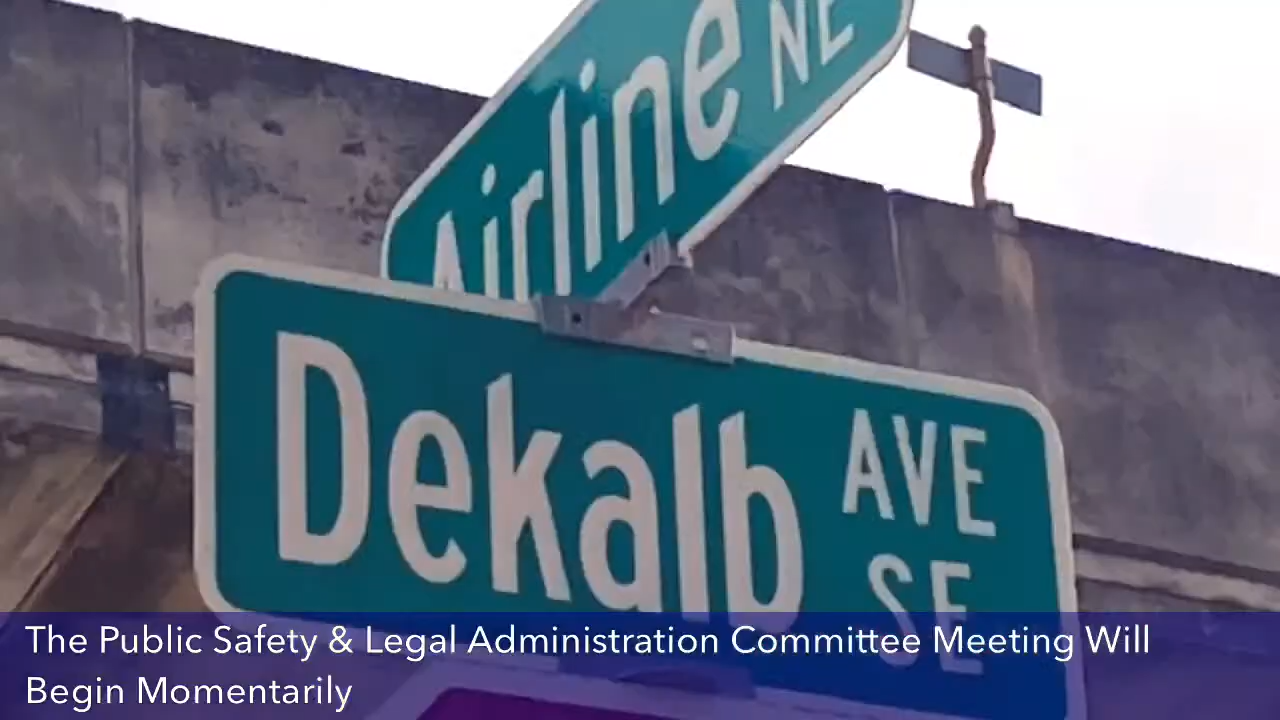 Airline NE
Dekalb AVE
SE
The Public Safety & Legal Administration Committee Meeting Will
Begin Momentarily